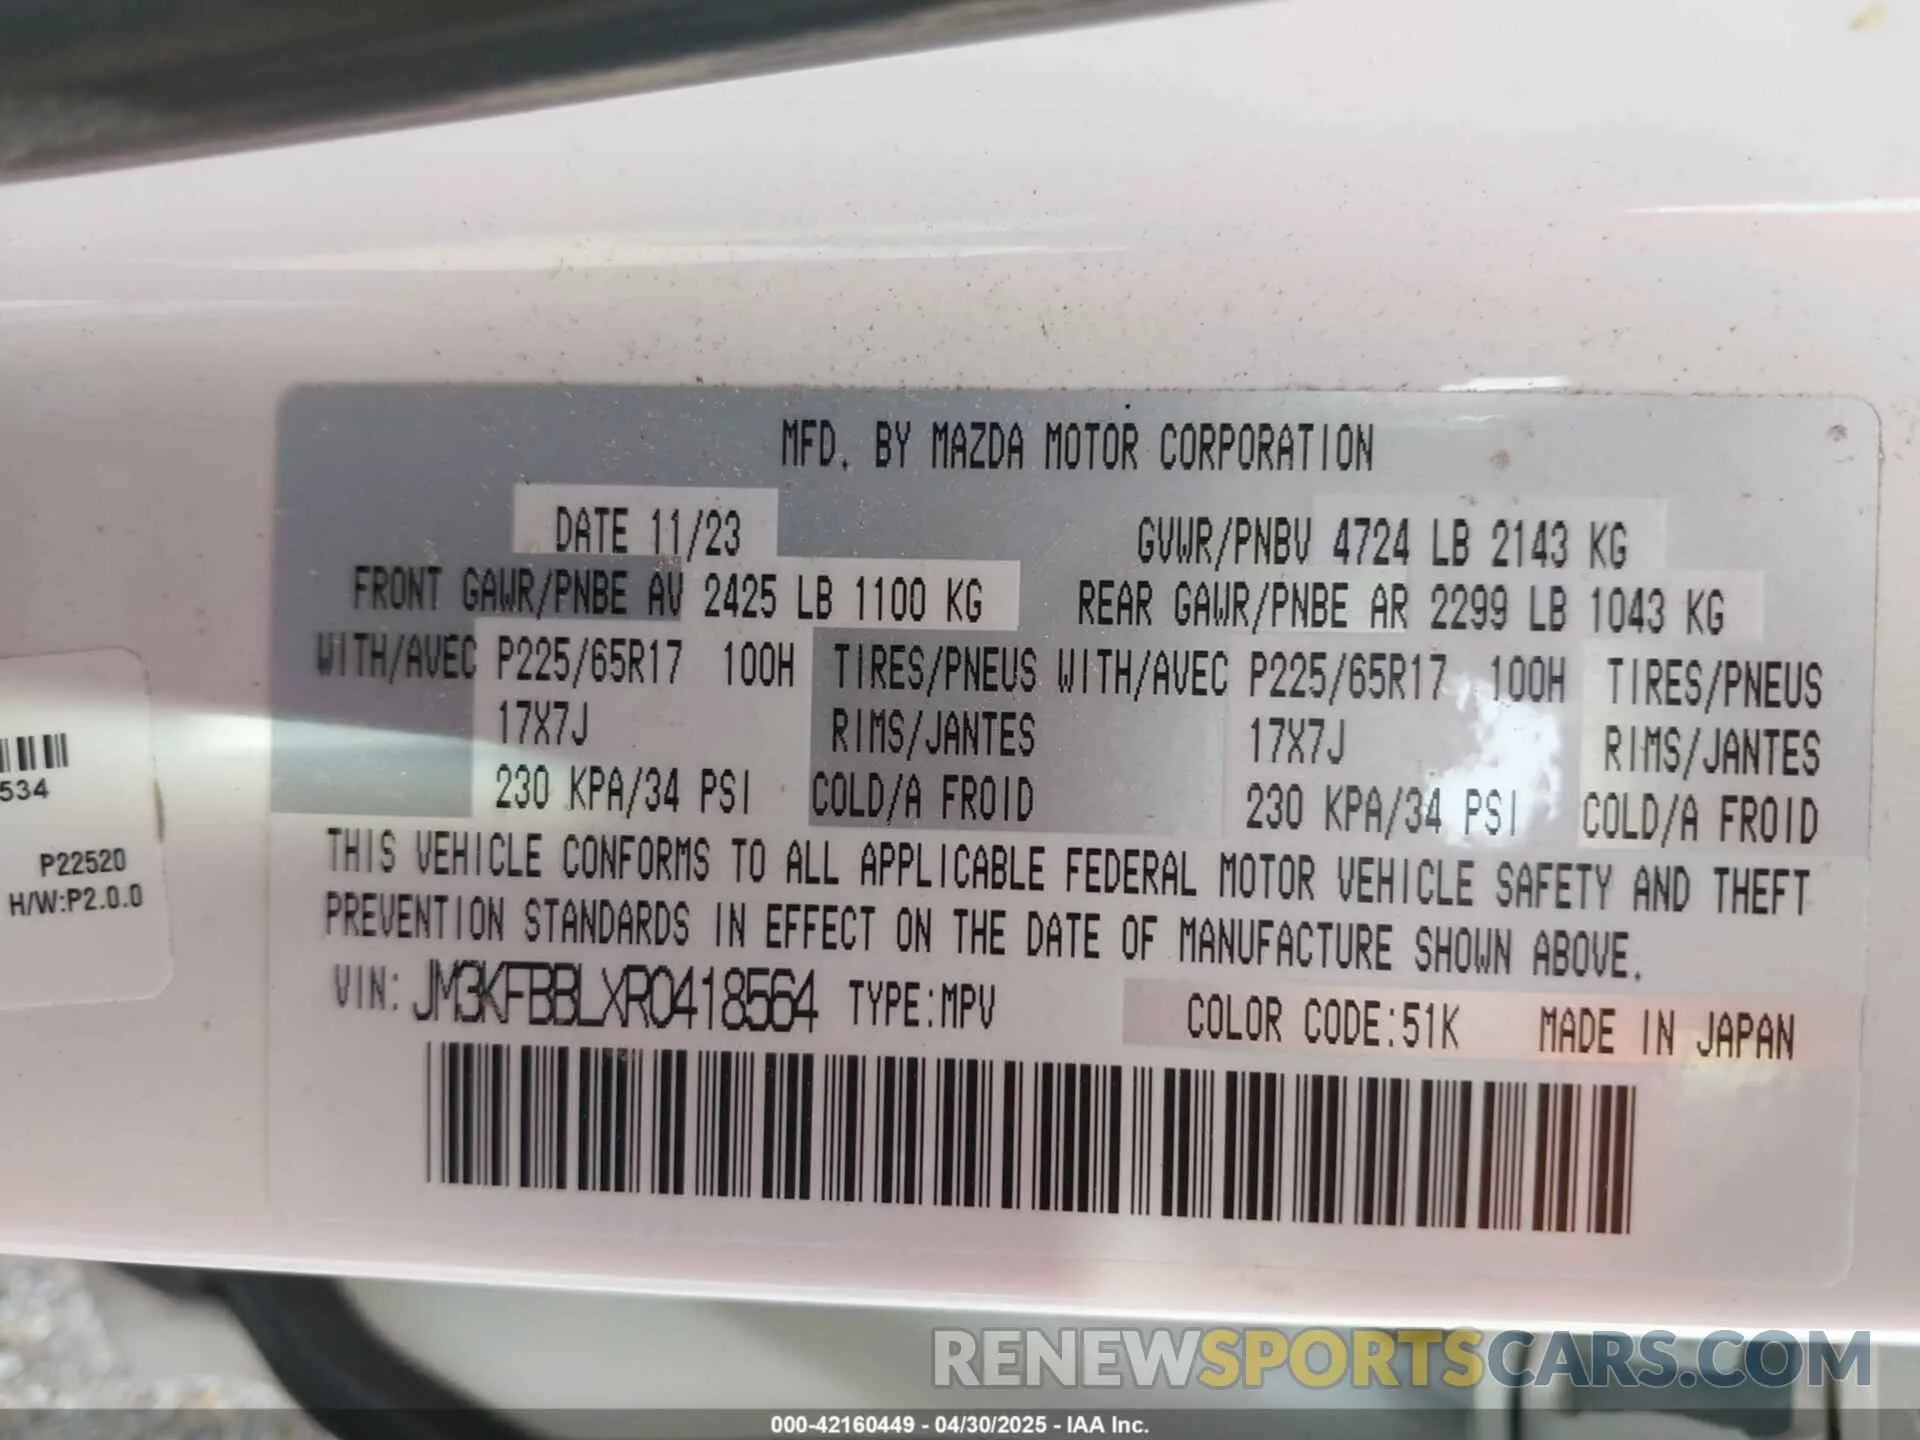 MFD. BY MAZDA MOTOR CORPORATION
DATE 11/23 GVWR/PNBV 4724 LB 2143 KG
FRONT GAWR/PNBE AV 2425 LB 1100 KG REAR GAWR/PNBE AR 2299 LB 1043 KG
WITH/AVEC P225/65R17 100H TIRES/PNEUS WITH/AVEC P225/65R17 100H TIRES/PNEUS
17X7J RIMS/JANTES 17X7J RIMS/JANTES
230 KPA/34 PSI COLD/A FROID 230 KPA/34 PSI COLD/A FROID
THIS VEHICLE CONFORMS TO ALL APPLICABLE FEDERAL MOTOR VEHICLE SAFETY AND THEFT
PREVENTION STANDARDS IN EFFECT ON THE DATE OF MANUFACTURE SHOWN ABOVE.
VIN: JM3KFBBLXR0418564 TYPE:MPV COLOR CODE:51K MADE IN JAPAN
534
P22520
H/W:P2.0.0
RENEWSPORTSCARS.COM
000-42160449 - 04/30/2025 - IAA Inc.